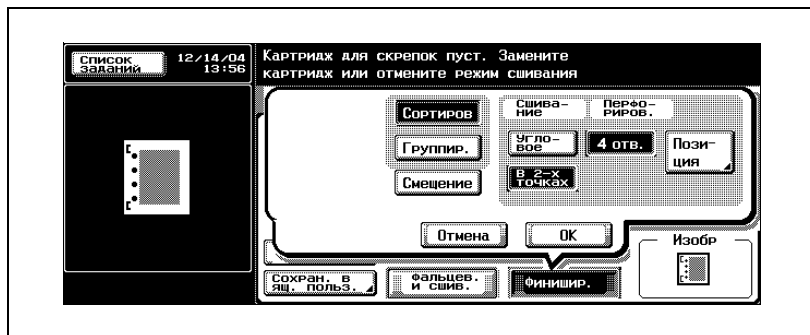 Список
заданий
12/14/04
13:56
Картридж для скрепок пуст. Замените
картридж или отмените режим сшивания
Сортиров
Группир.
Смещение
Сшива-
ние
Перфо-
риров.
Угло-
вое
4 отв.
В 2-х
точках
Пози-
ция
Отмена
OK
Изобр
Сохран. в
ящ. польз.
Фальцев.
и сшив.
Финишир.